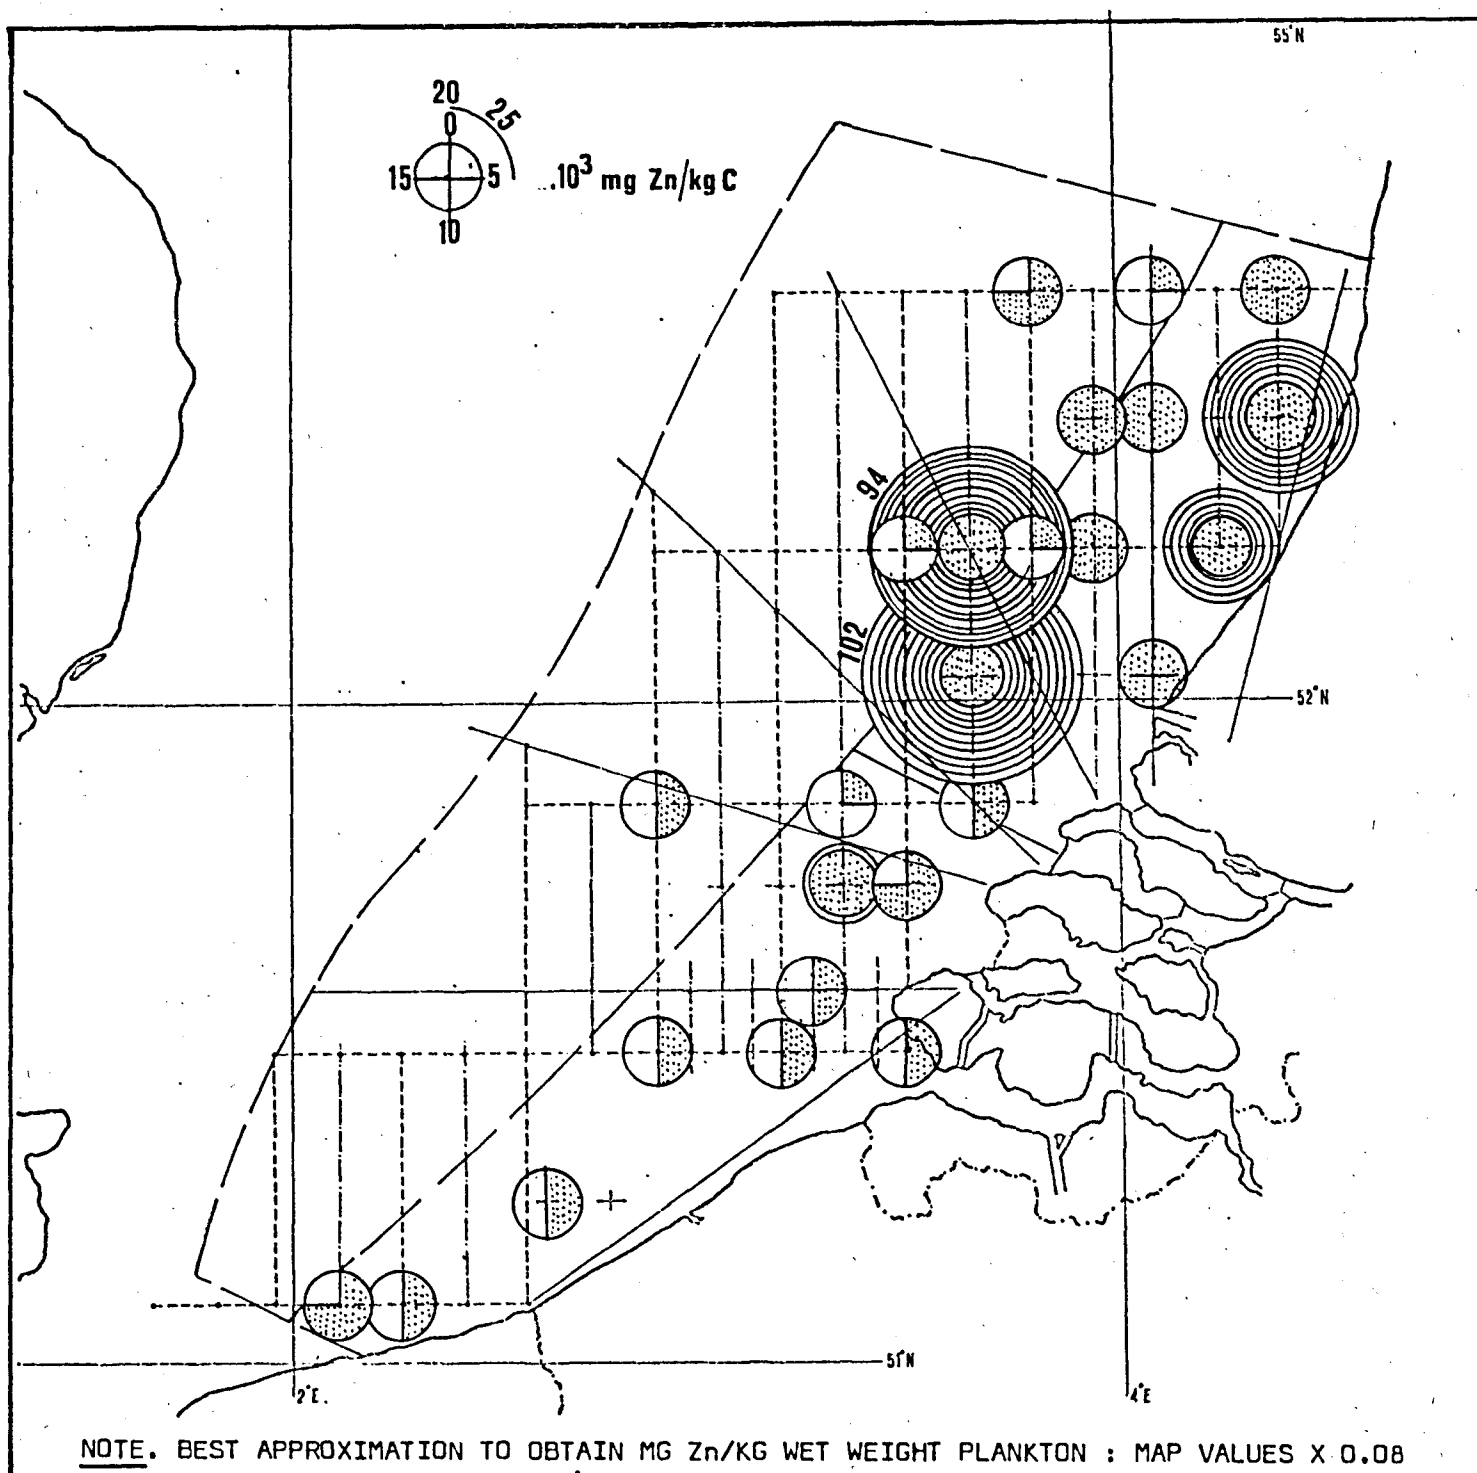 55°N
20
25
0
15
5
..10³ mg Zn/kg C
10
94
102
52°N
51°N
2°E.
4°E
NOTE. BEST APPROXIMATION TO OBTAIN MG Zn/KG WET WEIGHT PLANKTON : MAP VALUES X 0.08